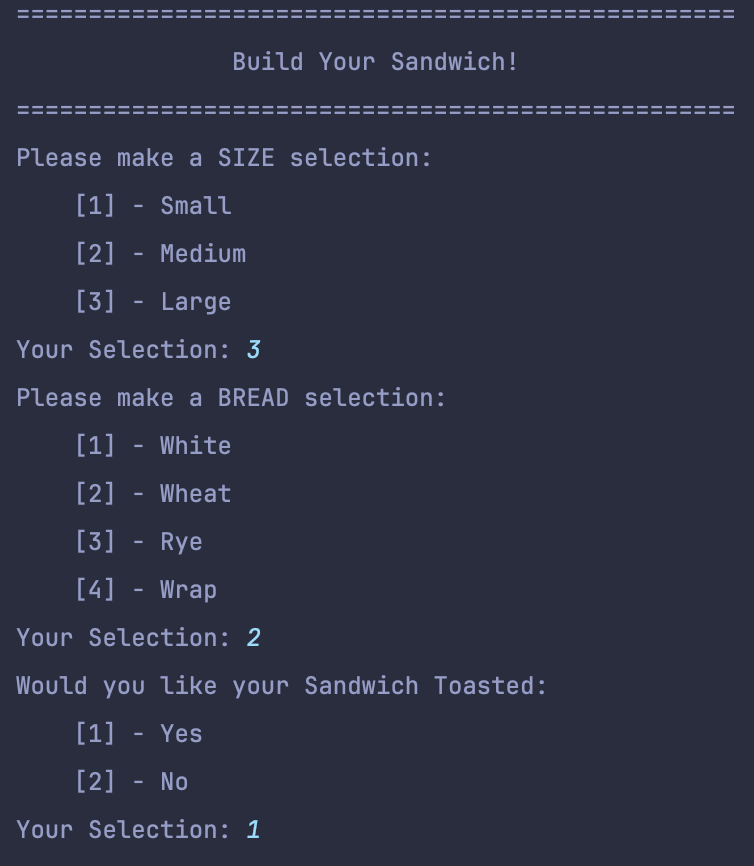 ==================================================
Build Your Sandwich!
==================================================
Please make a SIZE selection:
[1] - Small
[2] - Medium
[3] - Large
Your Selection: 3
Please make a BREAD selection:
[1] - White
[2] - Wheat
[3] - Rye
[4] - Wrap
Your Selection: 2
Would you like your Sandwich Toasted:
[1] - Yes
[2] - No
Your Selection: 1